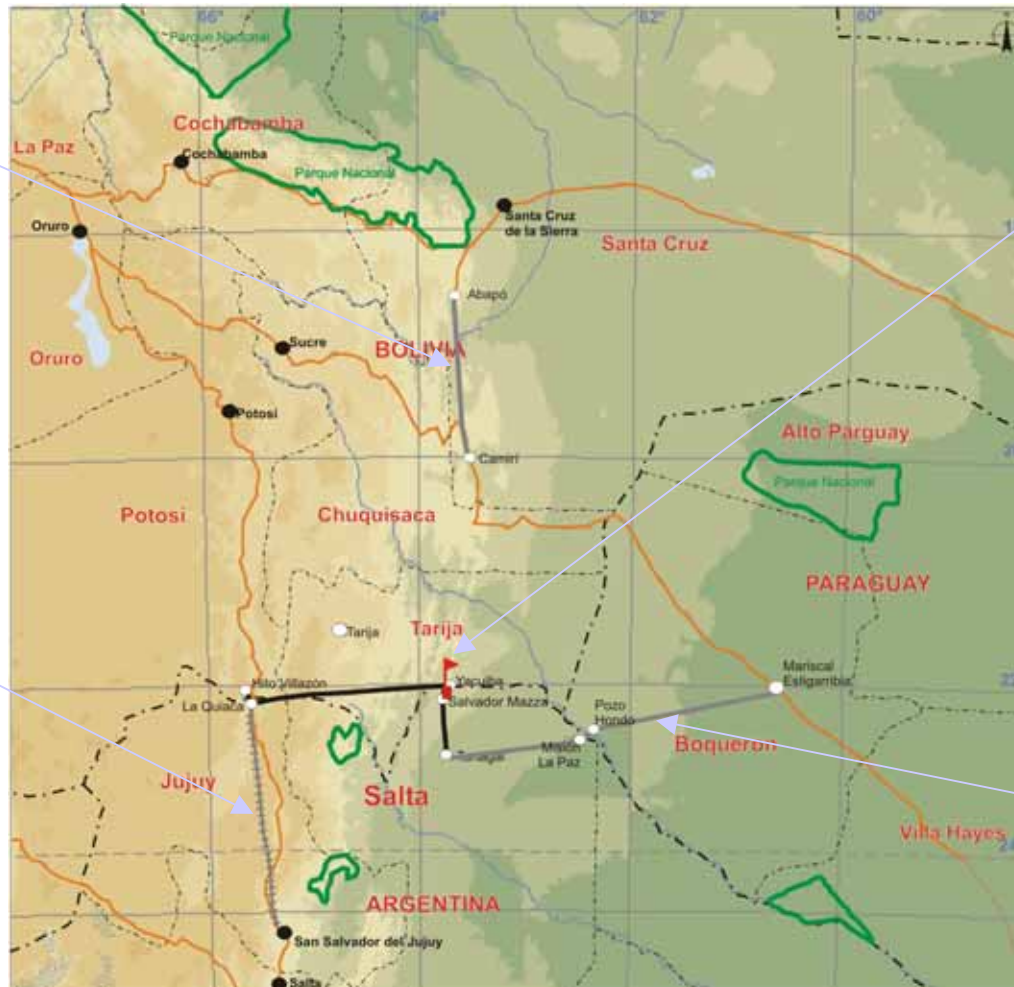 66°
64°
62°
60°
Parque Nacional
Cochabamba
La Paz
Cochabamba
Parque Nacional
Oruro
Santa Cruz
de la Sierra
Santa Cruz
Abapó
Sucre
BOLIVIA
Oruro
Potosi
Alto Parguay
Camiri
Parque Nacional
Potosi
Chuquisaca
PARAGUAY
Tarija
Tarija
Mariscal
Estigarribia
Hito Villazón
Yacuiba
La Quiaca
Salvador Mazza
Pozo
Hondo
Misión
La Paz
Boqueron
Jujuy
Salta
Villa Hayes
24
ARGENTINA
San Salvador del Jujuy
Salta